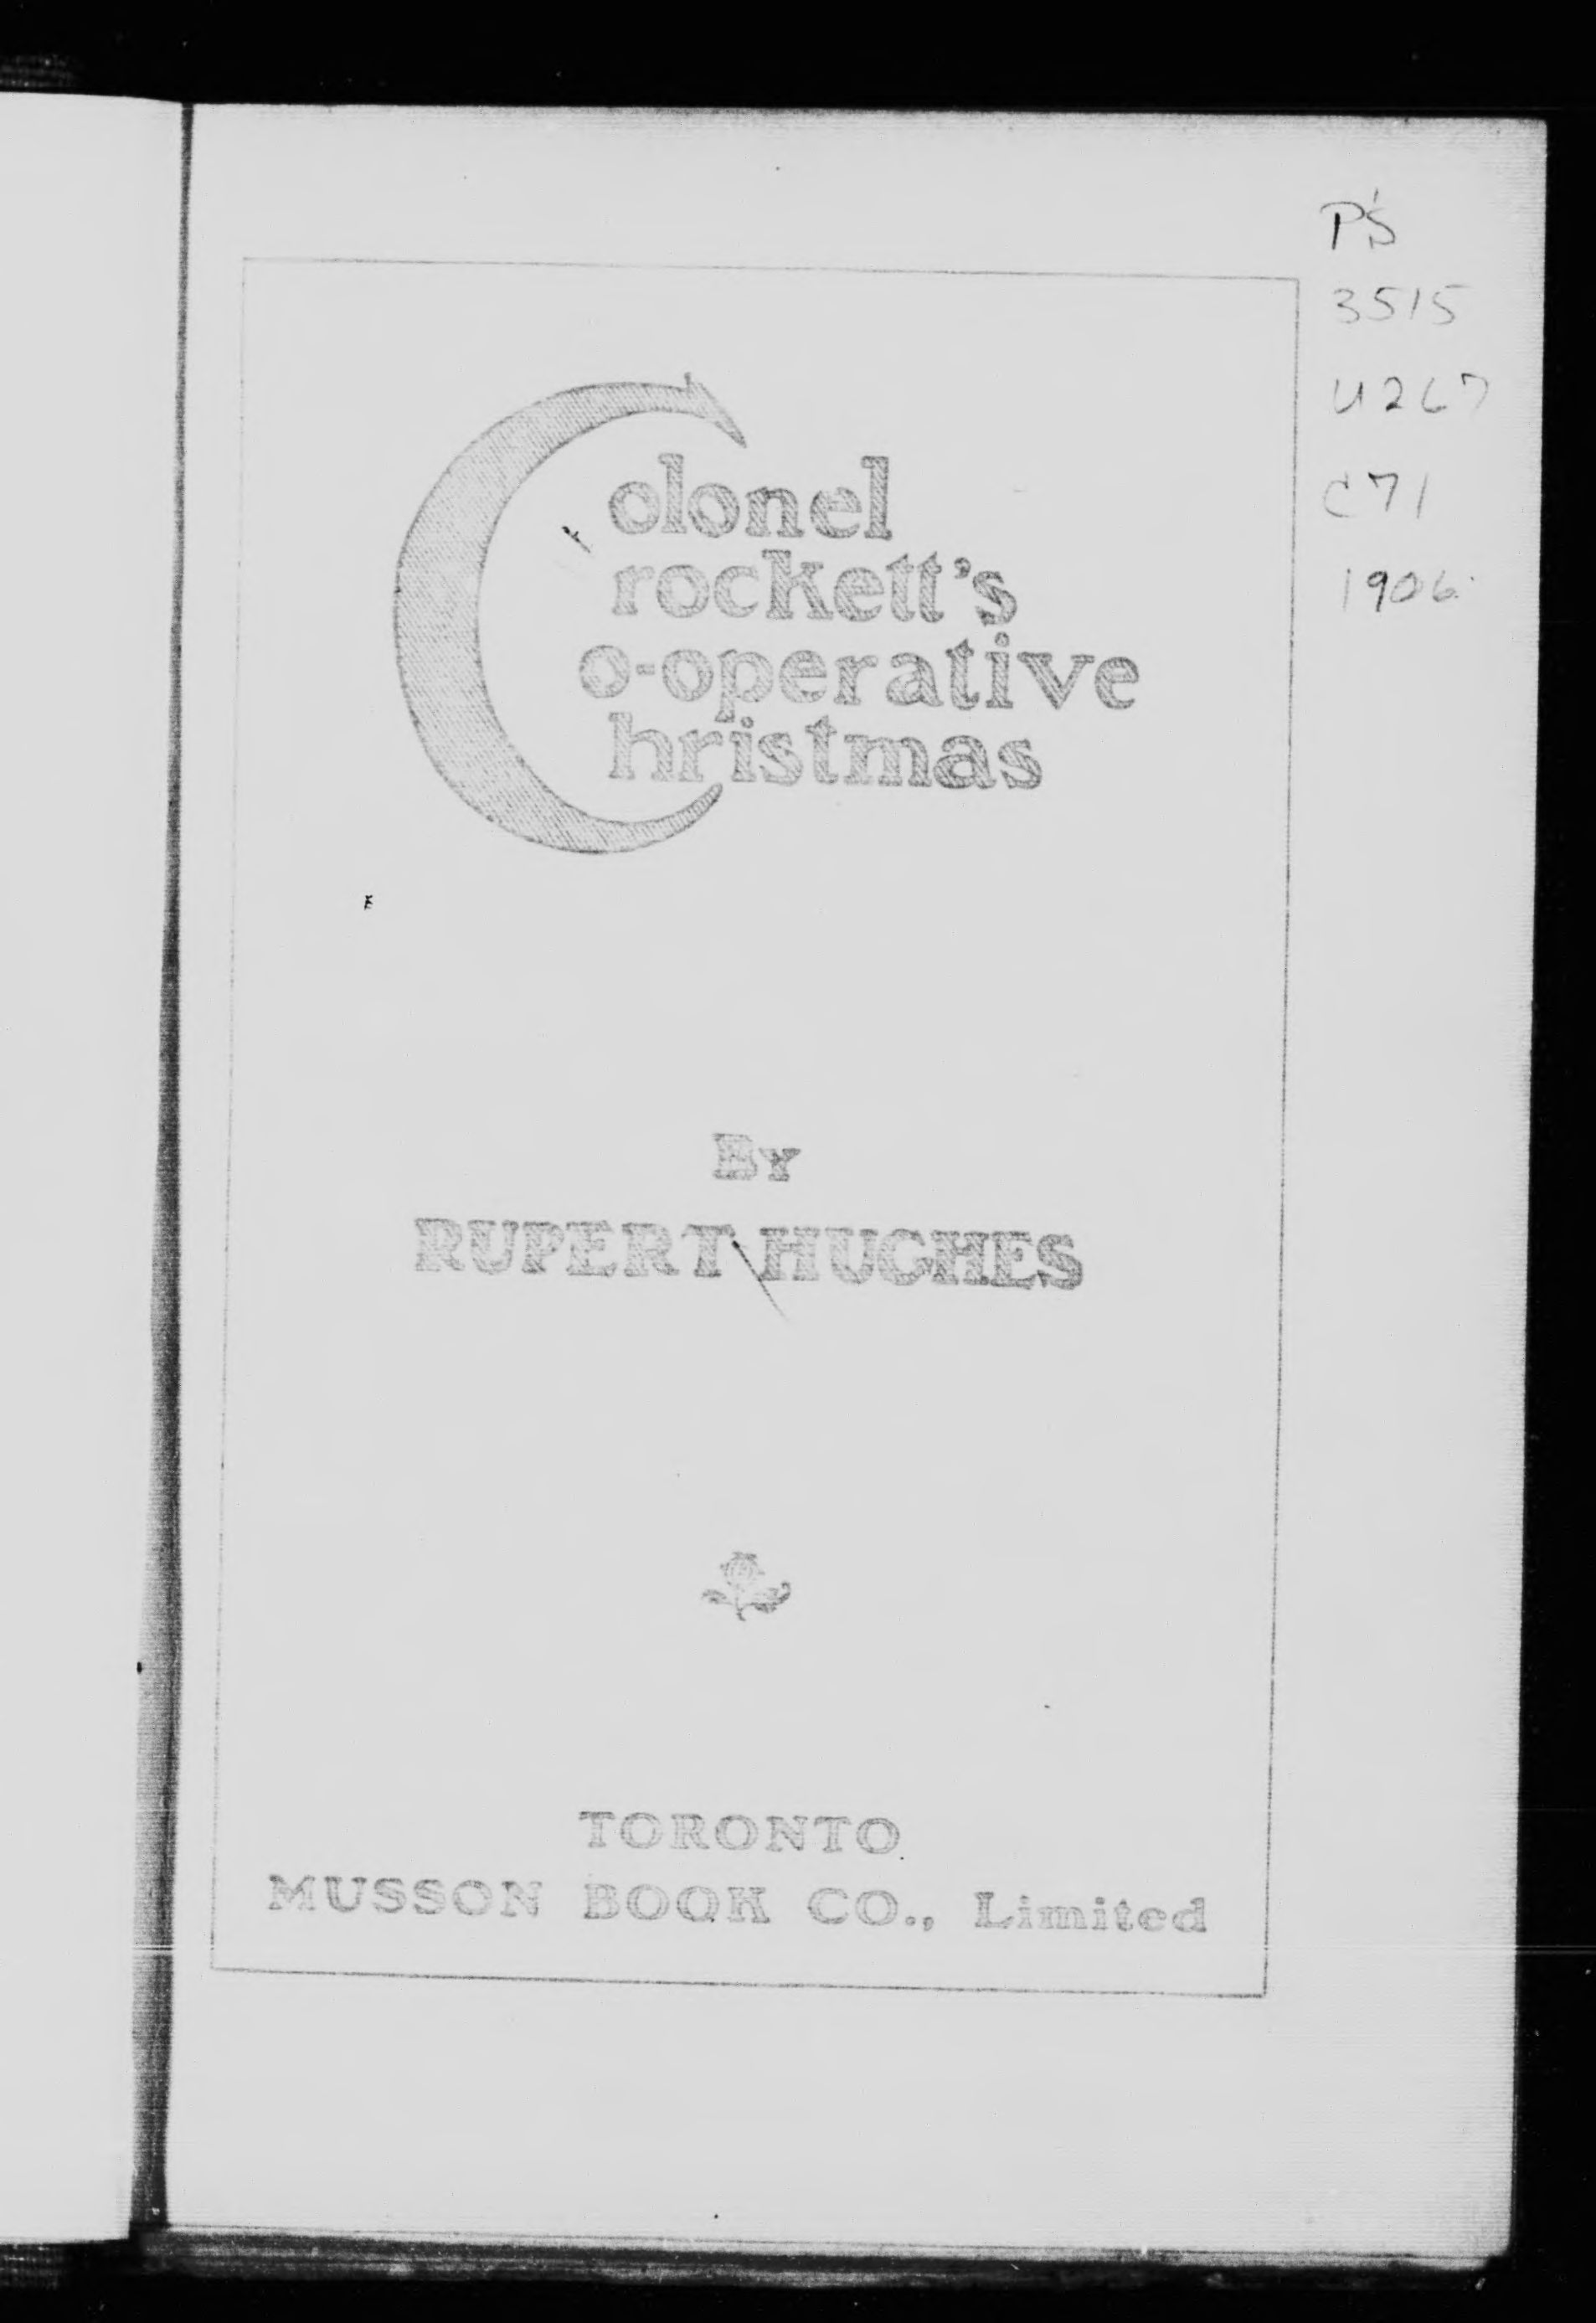 Colonel
Crockett's
Co-operative
Christmas
BY
RUPERT HUGHES
TORONTO
MUSSON BOOK CO., Limited
PS
3515
U267
C71
1906